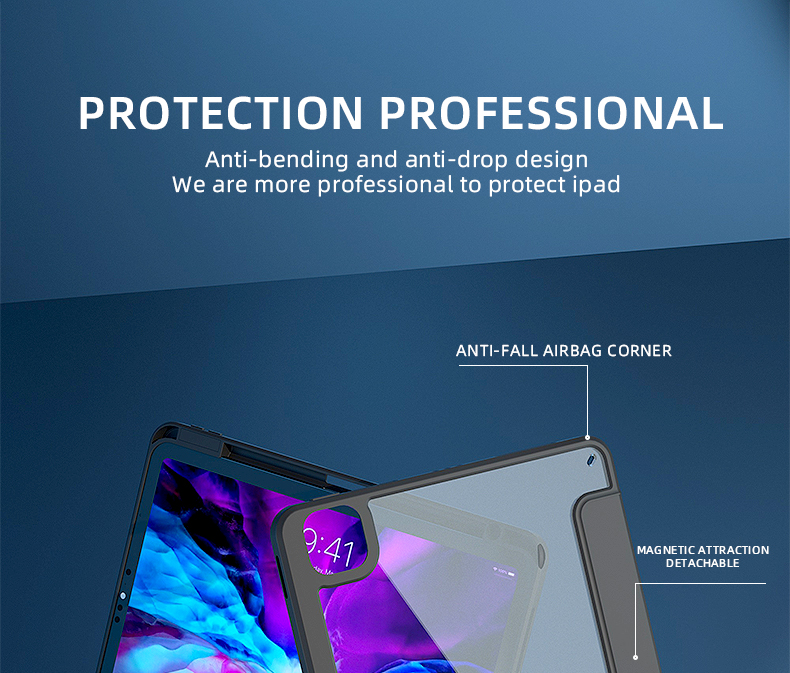 PROTECTION PROFESSIONAL
Anti-bending and anti-drop design
We are more professional to protect ipad
ANTI-FALL AIRBAG CORNER
9:41
MAGNETIC ATTRACTION
DETACHABLE